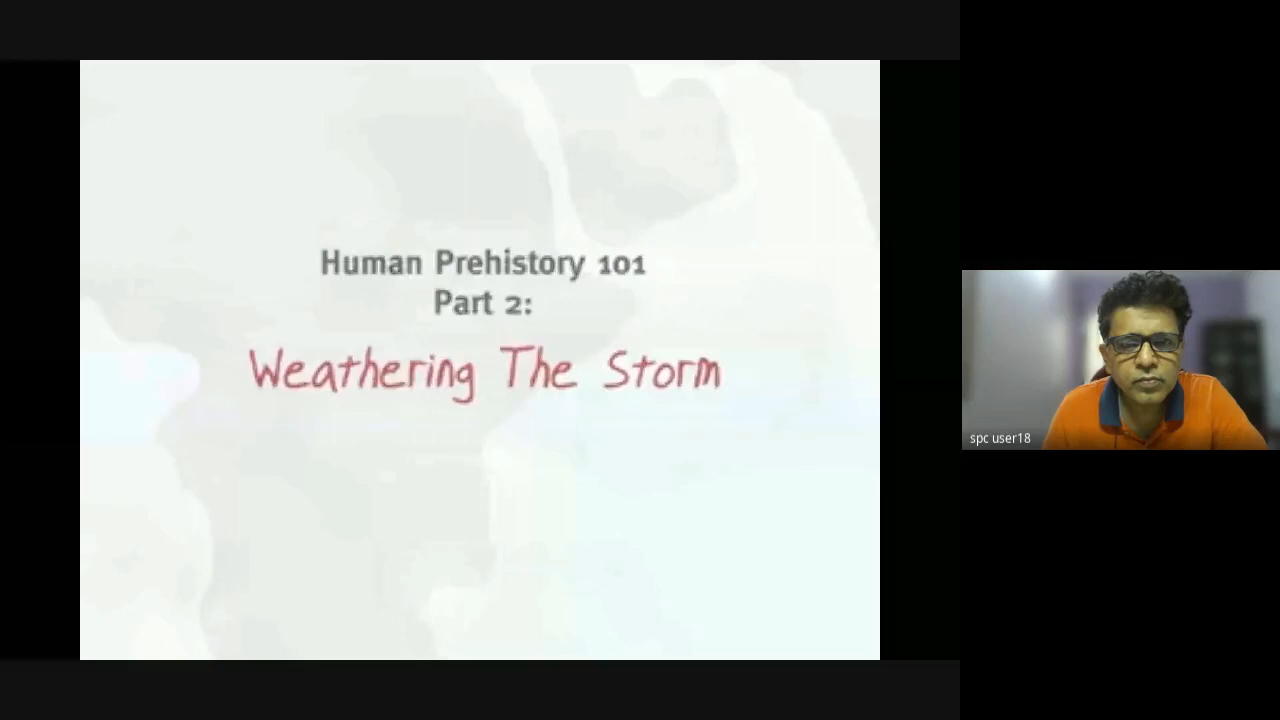 Human Prehistory 101
Part 2:
Weathering The Storm
spc user18